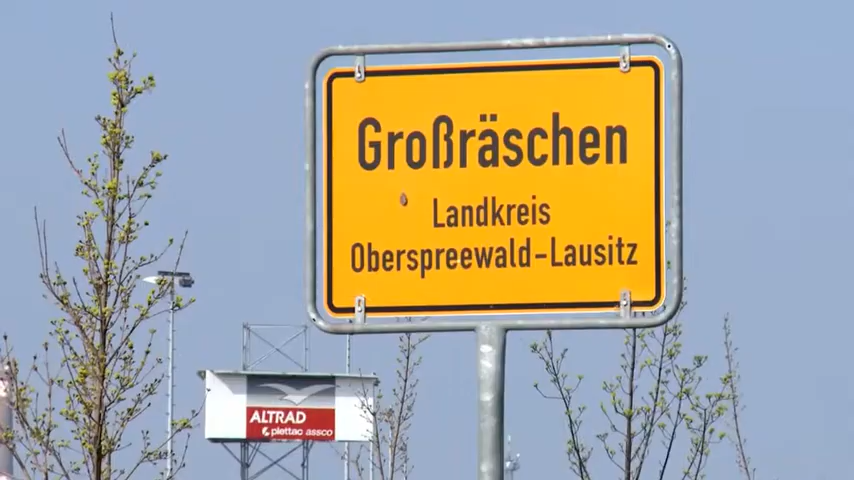 Großräschen
Landkreis
Oberspreewald-Lausitz
ALTRAD
plettac assco